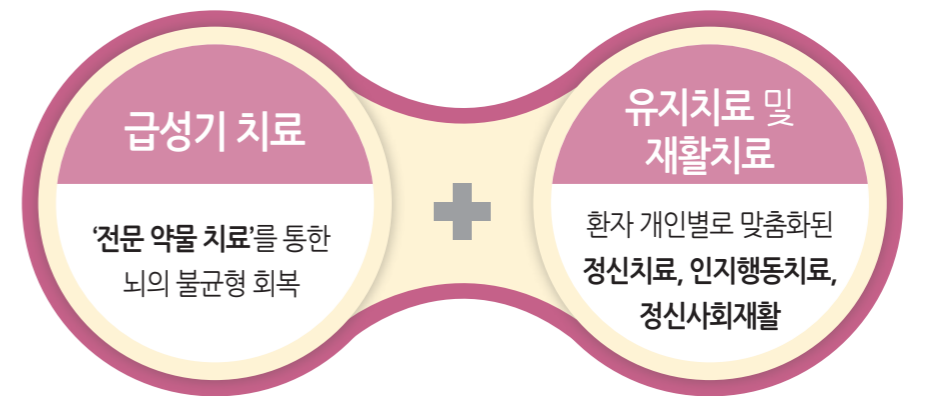 급성기 치료
‘전문 약물 치료’를 통한
뇌의 불균형 회복
유지치료 및
재활치료
환자 개인별로 맞춤화된
정신치료, 인지행동치료,
정신사회재활